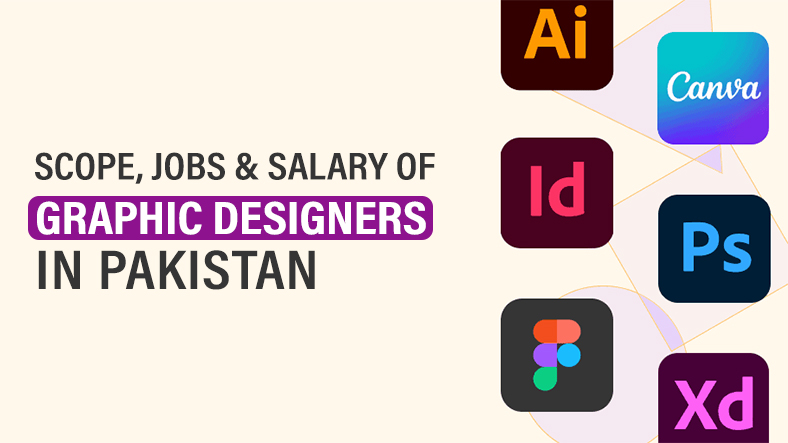 SCOPE, JOBS & SALARY OF
GRAPHIC DESIGNERS
IN PAKISTAN
Ai
Canva
Id
Ps
Xd